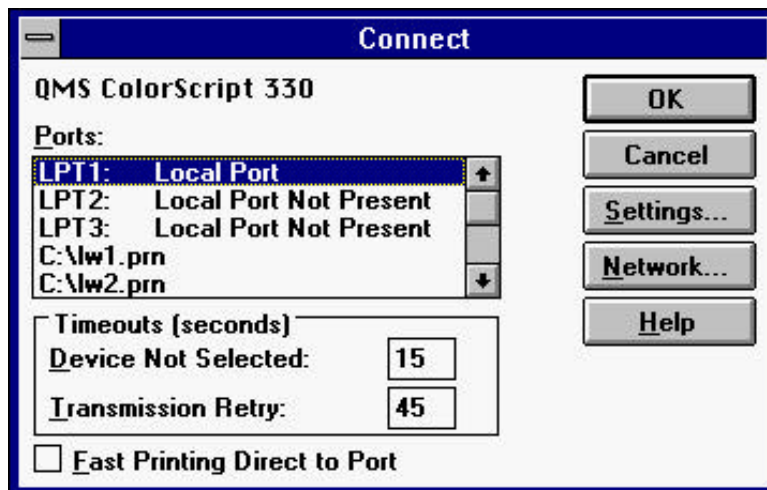 Connect
QMS ColorScript 330
Ports:
LPT1: Local Port
LPT2: Local Port Not Present
LPT3: Local Port Not Present
C:\lw1.prn
C:\lw2.prn
Timeouts (seconds)
Device Not Selected: 15
Transmission Retry: 45
Fast Printing Direct to Port
OK
Cancel
Settings...
Network...
Help